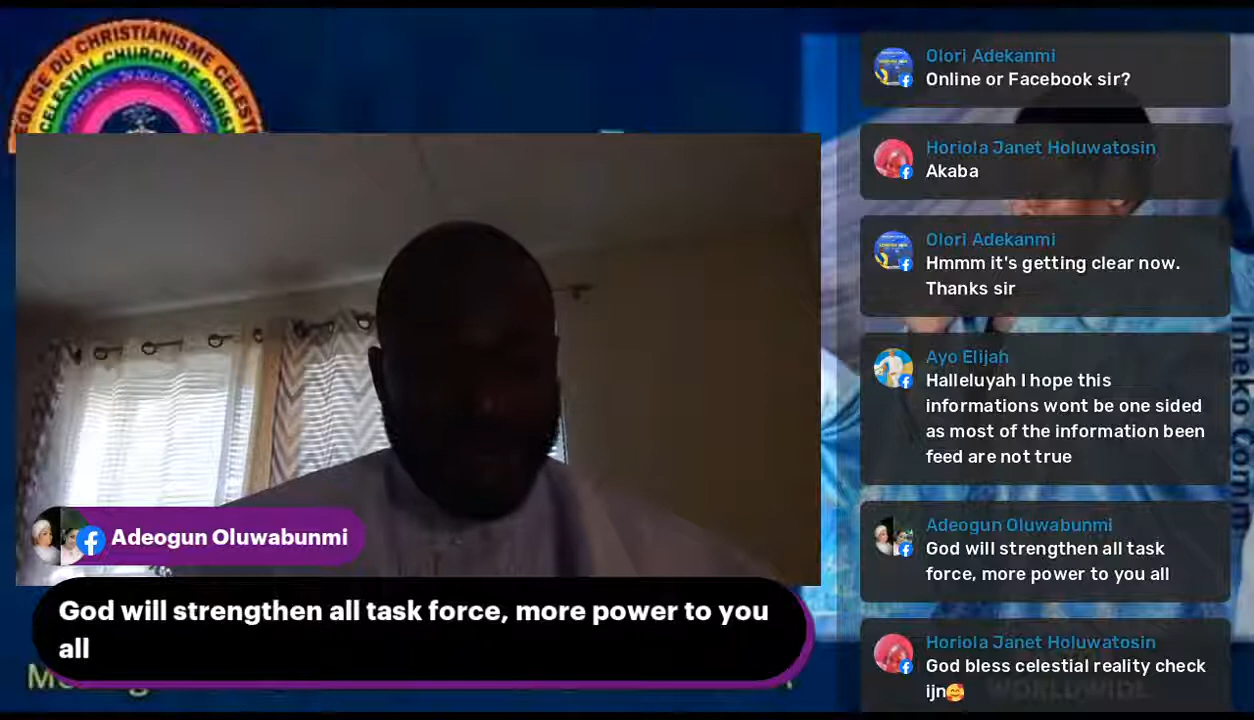 EGLISE DU CHRISTIANISME CELEST
CELESTIAL CHURCH OF CHRIST
Adeogun Oluwabunmi
God will strengthen all task force, more power to you
all
Olori Adekanmi
Online or Facebook sir?
Horiola Janet Holuwatosin
Akaba
Olori Adekanmi
Hmmm it's getting clear now.
Thanks sir
Ayo Elijah
Halleluyah I hope this
informations wont be one sided
as most of the information been
feed are not true
Adeogun Oluwabunmi
God will strengthen all task
force, more power to you all
Horiola Janet Holuwatosin
God bless celestial reality check
ijn🥰
WORLDWIDE